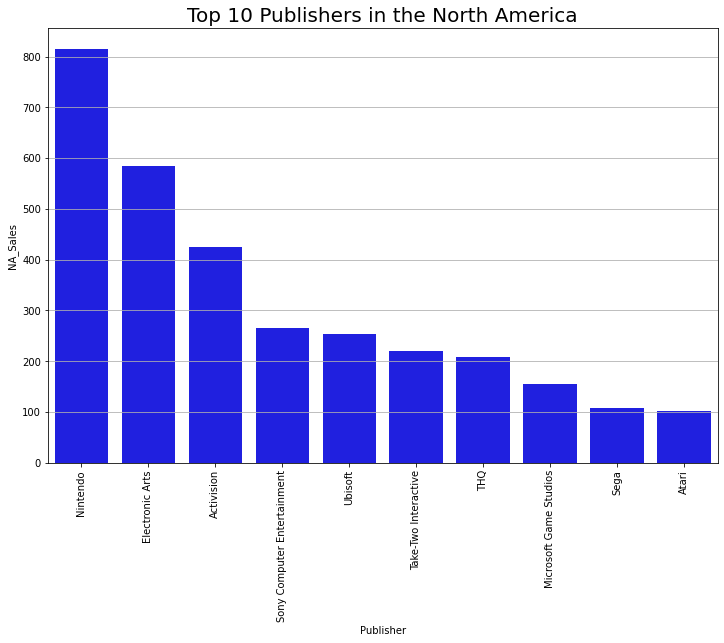 Top 10 Publishers in the North America
NA_Sales
800
700
600
500
400
300
200
100
0
Nintendo
Electronic Arts
Activision
Sony Computer Entertainment
Ubisoft
Take-Two Interactive
THQ
Microsoft Game Studios
Sega
Atari
Publisher